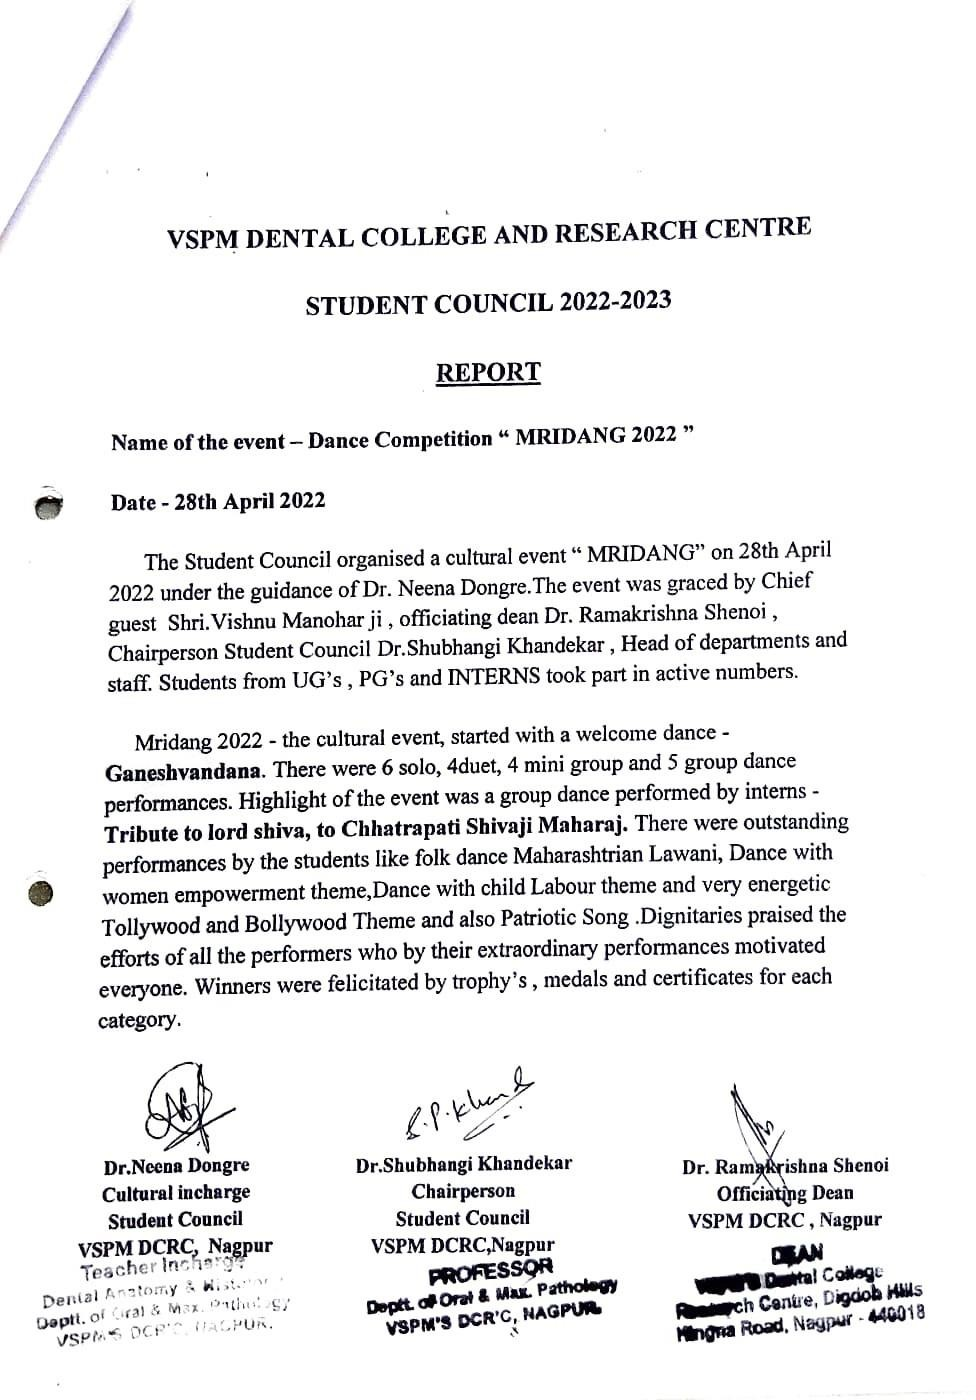 VSPM DENTAL COLLEGE AND RESEARCH CENTRE
STUDENT COUNCIL 2022-2023
REPORT
Name of the event – Dance Competition “ MRIDANG 2022 ”
Date - 28th April 2022
The Student Council organised a cultural event “ MRIDANG” on 28th April
2022 under the guidance of Dr. Neena Dongre.The event was graced by Chief
guest Shri.Vishnu Manohar ji , officiating dean Dr. Ramakrishna Shenoi ,
Chairperson Student Council Dr.Shubhangi Khandekar , Head of departments and
staff. Students from UG’s , PG’s and INTERNS took part in active numbers.
Mridang 2022 - the cultural event, started with a welcome dance -
Ganeshvandana. There were 6 solo, 4duet, 4 mini group and 5 group dance
performances. Highlight of the event was a group dance performed by interns -
Tribute to lord shiva, to Chhatrapati Shivaji Maharaj. There were outstanding
performances by the students like folk dance Maharashtrian Lawani, Dance with
women empowerment theme,Dance with child Labour theme and very energetic
Tollywood and Bollywood Theme and also Patriotic Song .Dignitaries praised the
efforts of all the performers who by their extraordinary performances motivated
everyone. Winners were felicitated by trophy’s , medals and certificates for each
category.
S.P.Khand
Dr.Neena Dongre Dr.Shubhangi Khandekar Dr. Ramakrishna Shenoi
Cultural incharge Chairperson Officiating Dean
Student Council Student Council VSPM DCRC , Nagpur
VSPM DCRC, Nagpur VSPM DCRC,Nagpur
Teacher Incharge PROFESSOR DEAN
Dental Anatomy & Deptt. of Oral & Max. Pathology Dental College
Deptt. of Oral & Max. Pathology VSPM'S DCR'C, NAGPUR Research Centre, Digdoh Hills
VSPM'S DCR'C, NAGPUR. Hingna Road, Nagpur - 440018